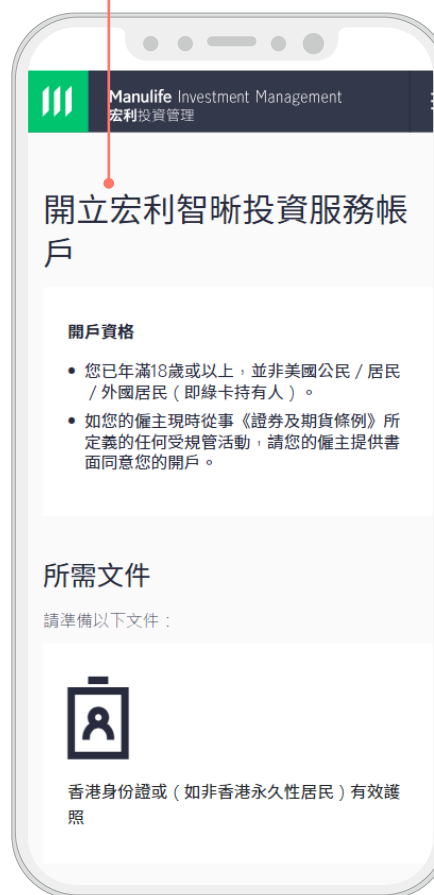 Manulife Investment Management
宏利投資管理
開立宏利智晰投資服務帳
戶
開戶資格
• 您已年滿18歲或以上，並非美國公民 / 居民
/ 外國居民 ( 即綠卡持有人 ) 。
• 如您的僱主現時從事《證券及期貨條例》所
定義的任何受規管活動，請您的僱主提供書
面同意您的開戶。
所需文件
請準備以下文件 :
香港身份證或 ( 如非香港永久性居民 ) 有效護
照